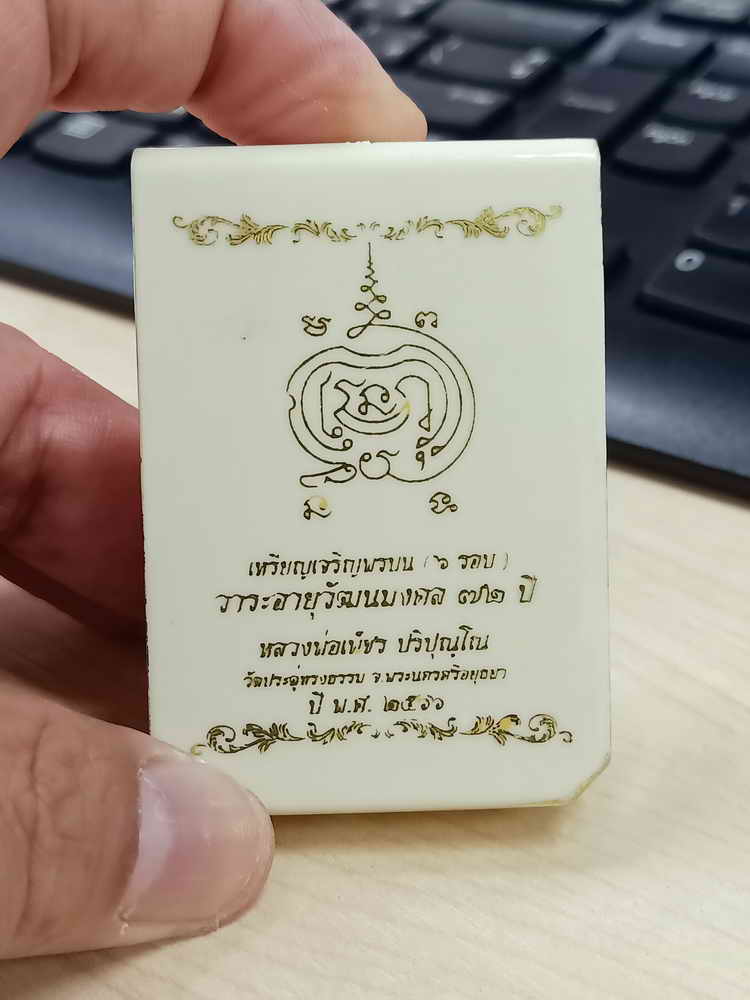 เหรียญเจริญพรบน (๖ รอบ)
วาระอายุวัฒนมงคล ๗๒ ปี
หลวงพ่อเพ็ชร ปริปุณฺโณ
วัดประดู่ทรงธรรม จ.พระนครศรีอยุธยา
ปี พ.ศ. ๒๕๖๖